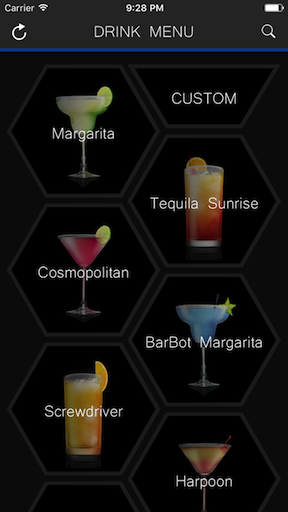 Carrier
9:28 PM
DRINK MENU
CUSTOM
Margarita
Tequila Sunrise
Cosmopolitan
BarBot Margarita
Screwdriver
Harpoon